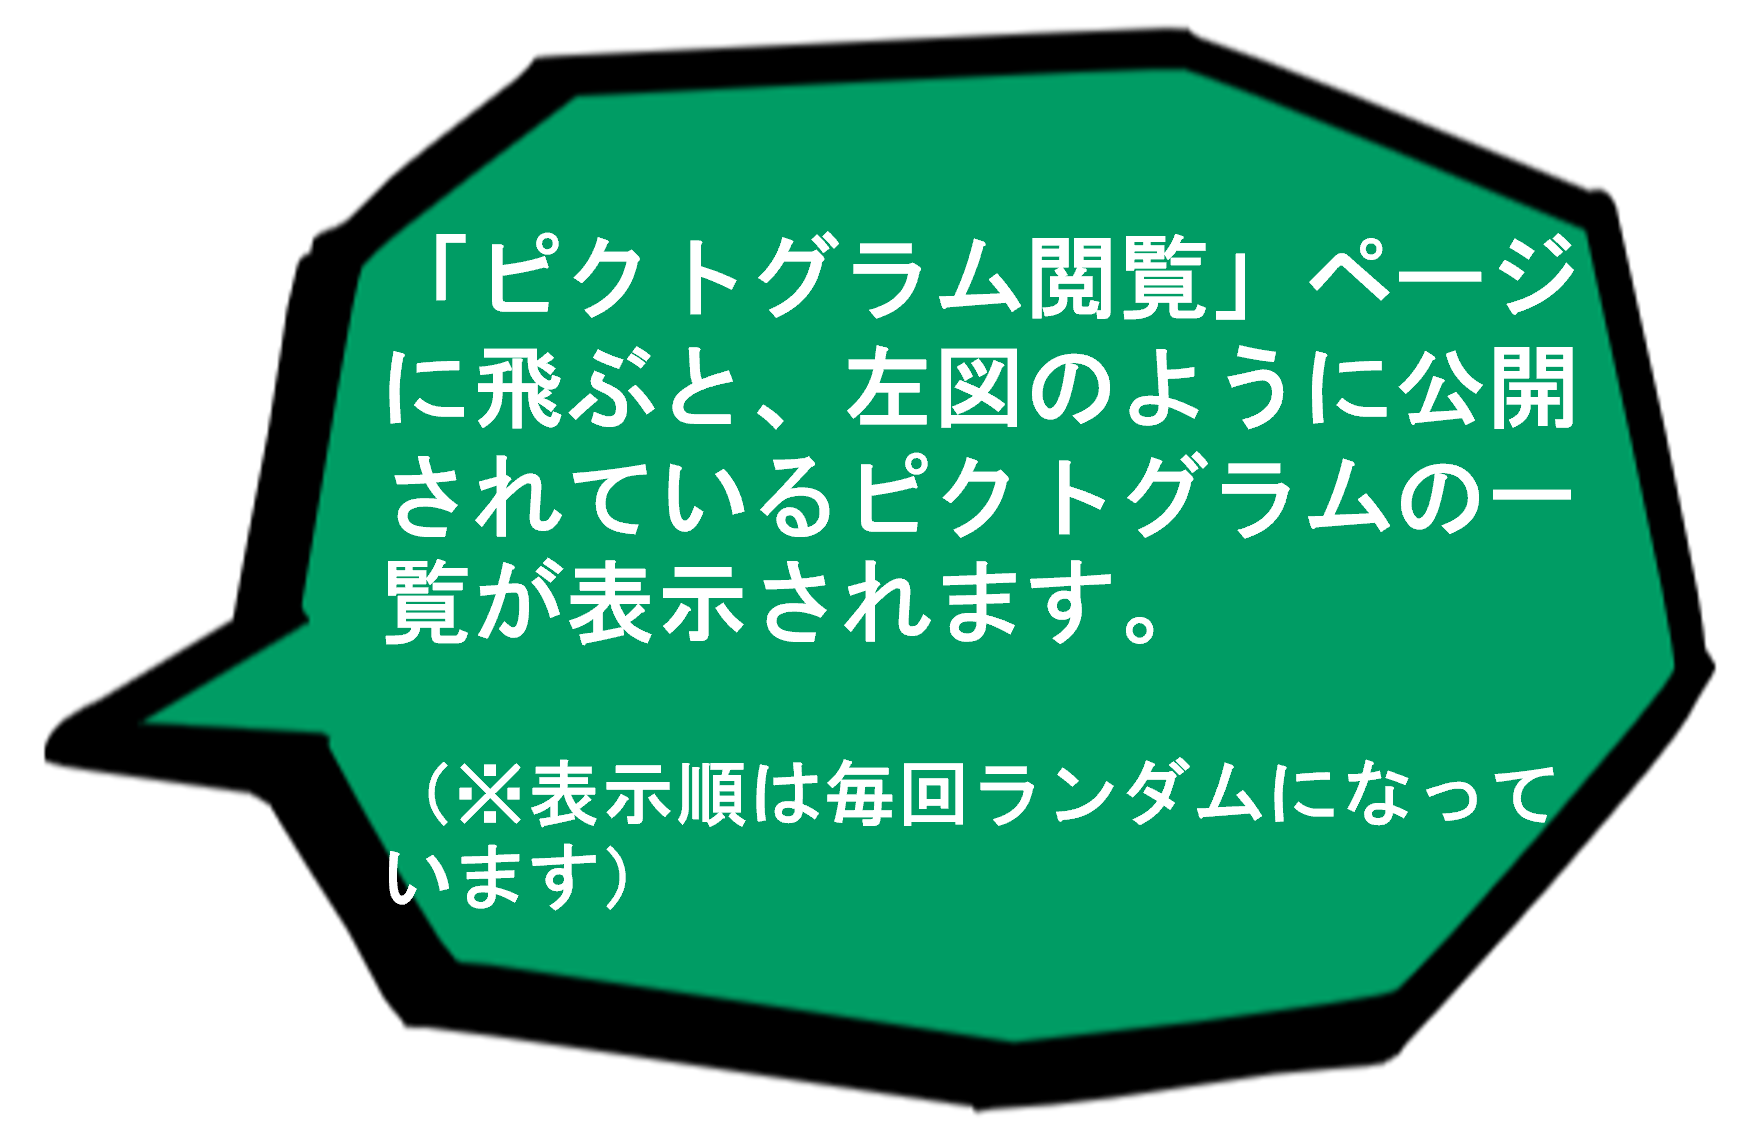 「ピクトグラム閲覧」ページ
に飛ぶと、左図のように公開
されているピクトグラムの一
覧が表示されます。
（※表示順は毎回ランダムになって
います）